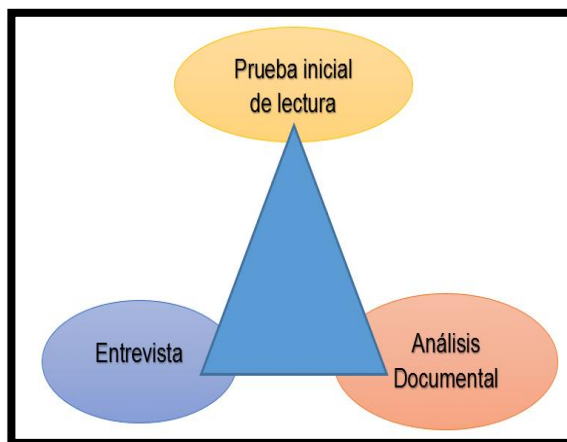 Prueba inicial
de lectura
Entrevista
Análisis
Documental